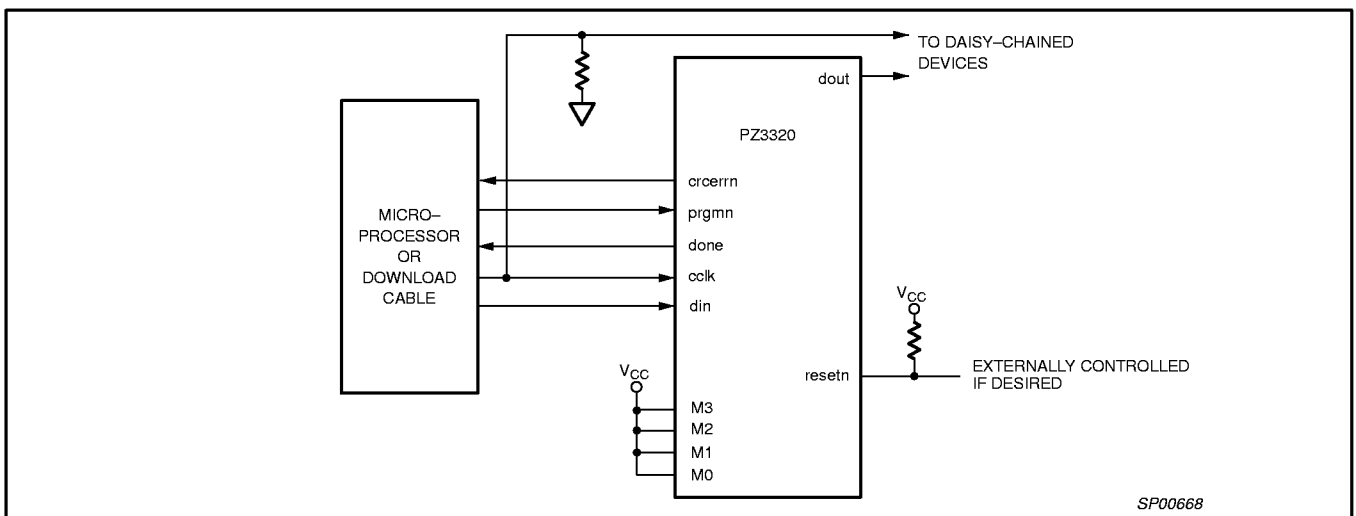 TO DAISY–CHAINED
DEVICES
dout
PZ3320
crcerrn
prgmn
MICRO–
PROCESSOR
OR
DOWNLOAD
CABLE
done
cclk
din
VCC
resetn
EXTERNALLY CONTROLLED
IF DESIRED
VCC
M3
M2
M1
M0
SP00668